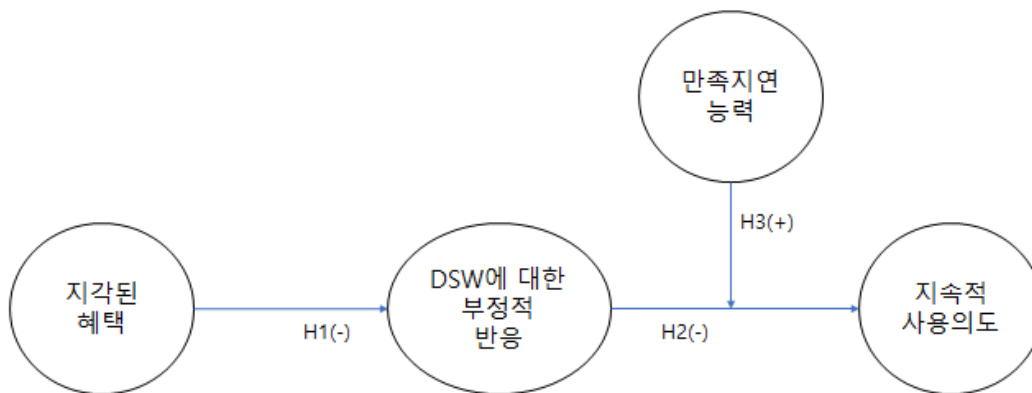 만족지연
능력
H3(+)
지각된
혜택
H1(-)
DSW에 대한
부정적
반응
H2(-)
지속적
사용의도